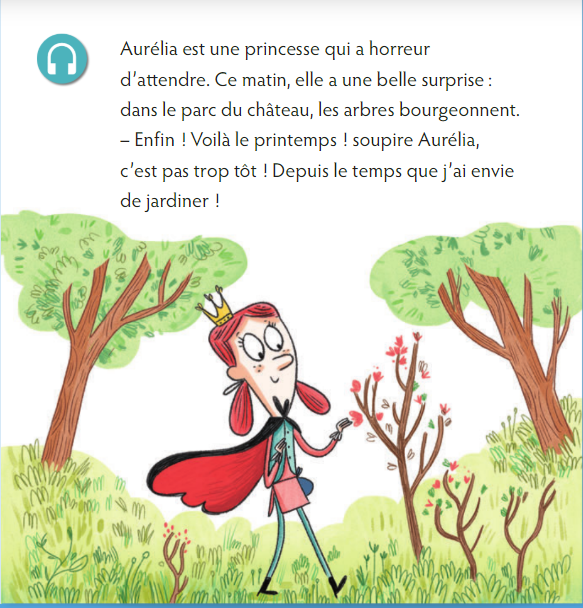 Aurélia est une princesse qui a horreur
d'attendre. Ce matin, elle a une belle surprise :
dans le parc du château, les arbres bourgeonnent.
– Enfin ! Voilà le printemps ! soupire Aurélia,
c'est pas trop tôt ! Depuis le temps que j'ai envie
de jardiner !